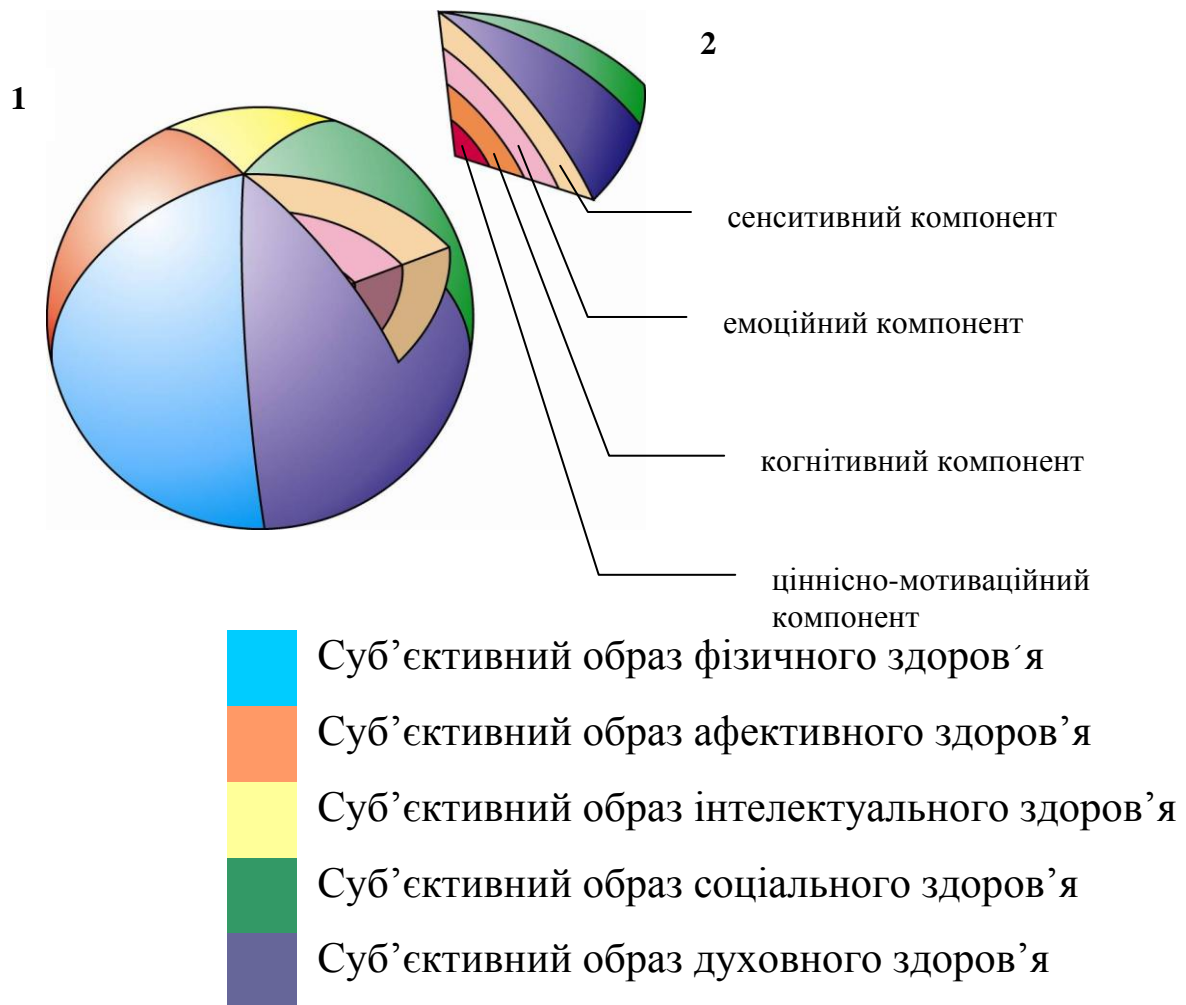 2
1
сенситивний компонент
емоційний компонент
когнітивний компонент
ціннісно-мотиваційний
компонент
Суб’єктивний образ фізичного здоров´я
Суб’єктивний образ афективного здоров’я
Суб’єктивний образ інтелектуального здоров’я
Суб’єктивний образ соціального здоров’я
Суб’єктивний образ духовного здоров’я